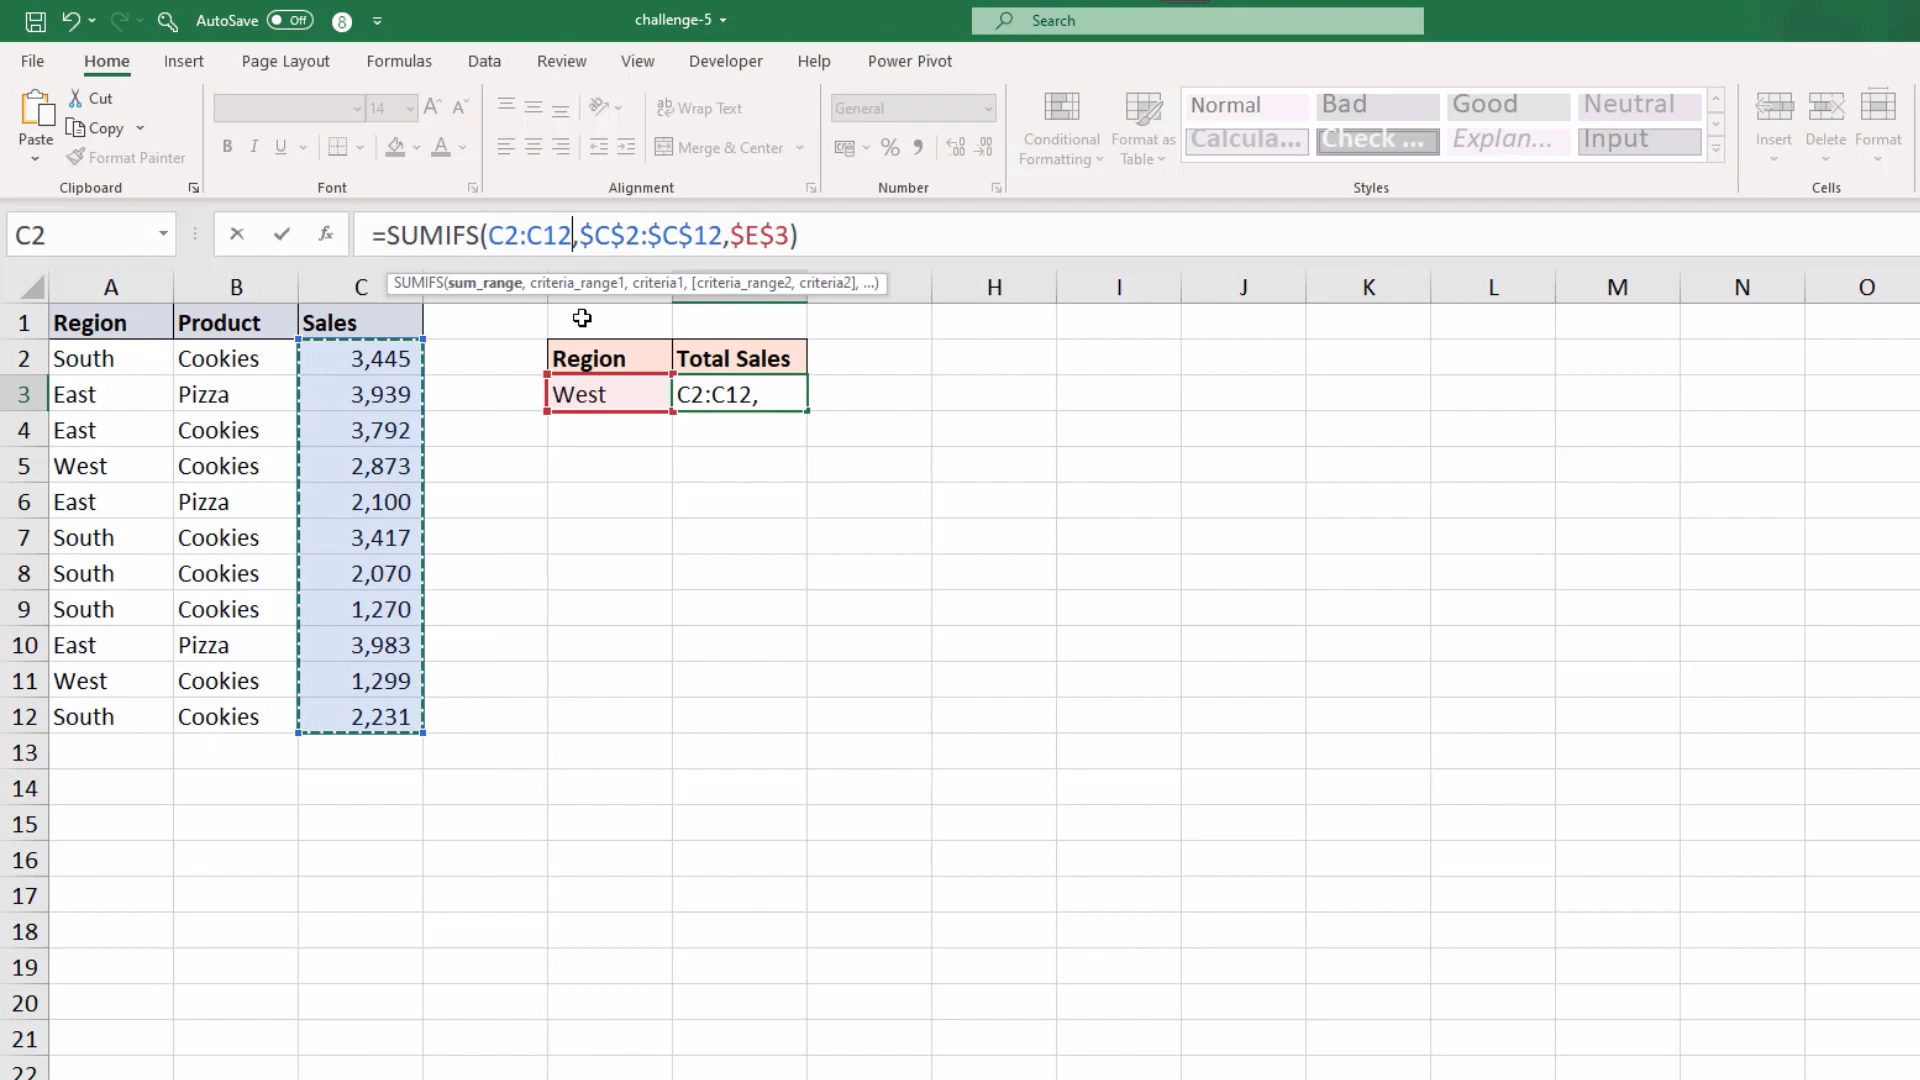 AutoSave Off 8 challenge-5 Search
File Home Insert Page Layout Formulas Data Review View Developer Help Power Pivot
Paste Cut Copy Format Painter Clipboard
14 A A B I U A Font
ab Wrap Text Merge & Center Alignment
General % 9 Number
Conditional Formatting Format as Table
Normal Bad Good Neutral
Calcula... Check ... Explan... Input
Styles
Insert Delete Format
Cells
C2 fx =SUMIFS(C2:C12,$C$2:$C$12,$E$3)
SUMIFS(sum_range, criteria_range1, criteria1, [criteria_range2, criteria2], ...)
A B C H I J K L M N O
1 Region Product Sales
2 South Cookies 3,445 Region Total Sales
3 East Pizza 3,939 West C2:C12,
4 East Cookies 3,792
5 West Cookies 2,873
6 East Pizza 2,100
7 South Cookies 3,417
8 South Cookies 2,070
9 South Cookies 1,270
10 East Pizza 3,983
11 West Cookies 1,299
12 South Cookies 2,231
13
14
15
16
17
18
19
20
21
22